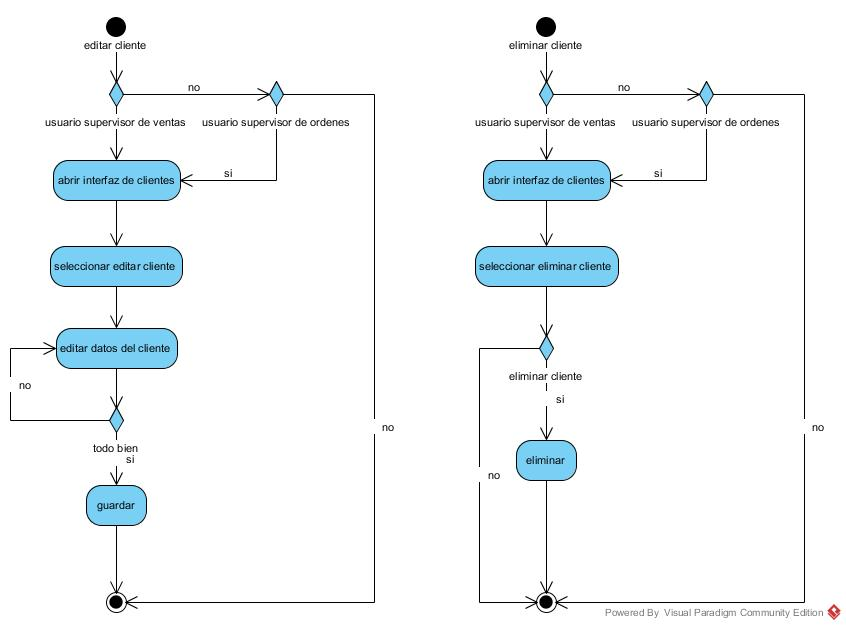 editar cliente
no
usuario supervisor de ventas
usuario supervisor de ordenes
abrir interfaz de clientes
si
seleccionar editar cliente
editar datos del cliente
no
todo bien
si
guardar
no
eliminar cliente
no
usuario supervisor de ventas
usuario supervisor de ordenes
abrir interfaz de clientes
si
seleccionar eliminar cliente
eliminar cliente
si
eliminar
no
no
Powered By Visual Paradigm Community Edition